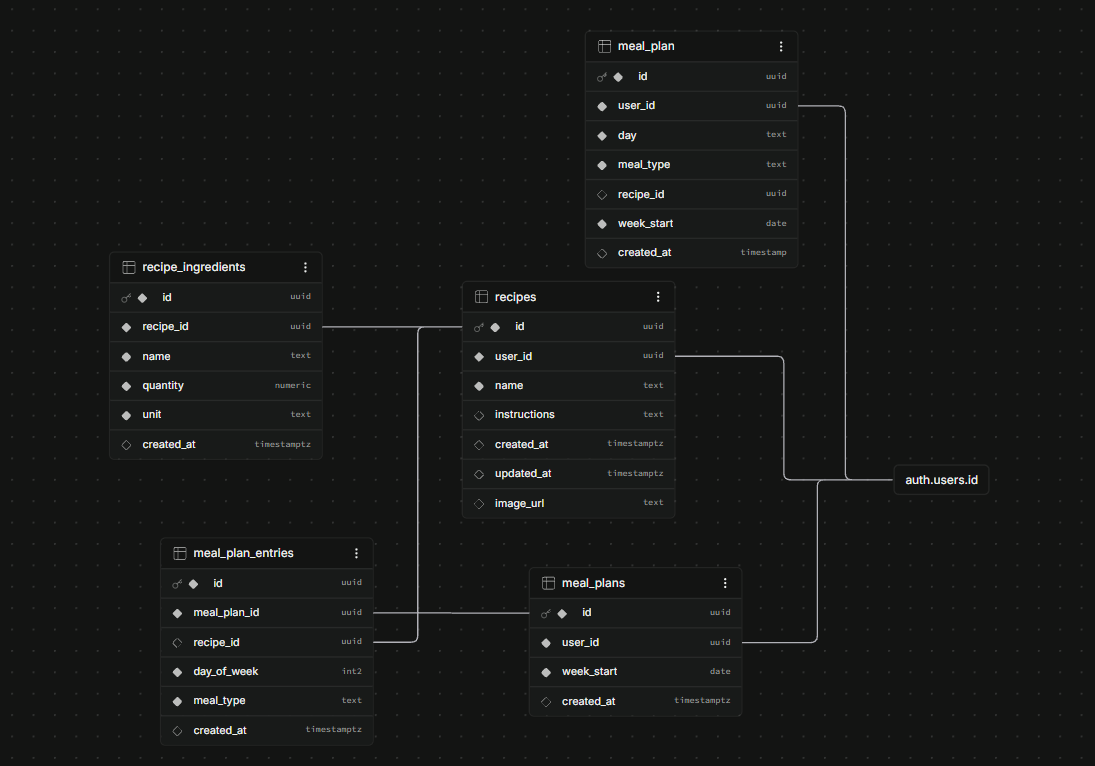 meal_plan
id uuid
user_id uuid
day text
meal_type text
recipe_id uuid
week_start date
created_at timestamp
recipe_ingredients
id uuid
recipe_id uuid
name text
quantity numeric
unit text
created_at timestamptz
recipes
id uuid
user_id uuid
name text
instructions text
created_at timestamptz
updated_at timestamptz
image_url text
auth.users.id
meal_plan_entries
id uuid
meal_plan_id uuid
recipe_id uuid
day_of_week int2
meal_type text
created_at timestamptz
meal_plans
id uuid
user_id uuid
week_start date
created_at timestamptz